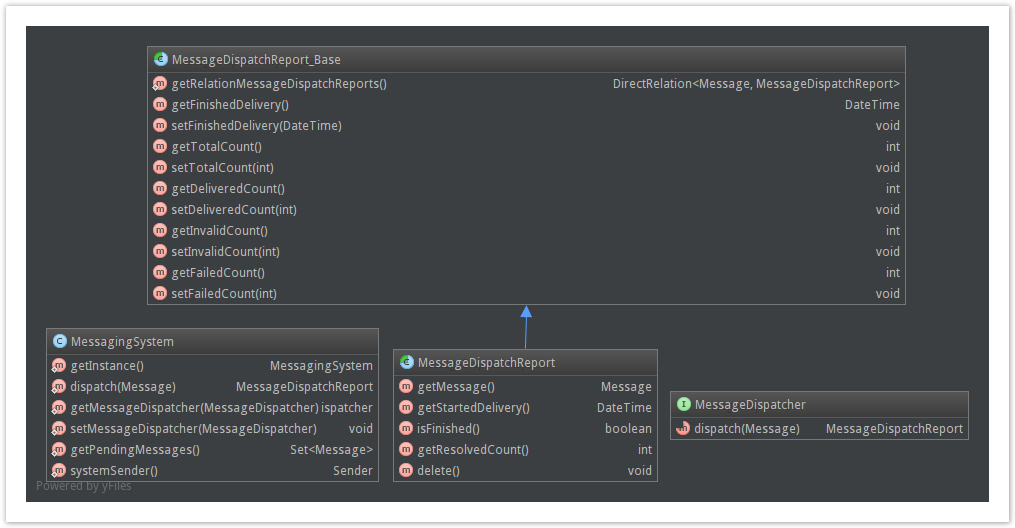 MessageDispatchReport_Base
getRelationMessageDispatchReports() DirectRelation<Message, MessageDispatchReport>
getFinishedDelivery() DateTime
setFinishedDelivery(DateTime) void
getTotalCount() int
setTotalCount(int) void
getDeliveredCount() int
setDeliveredCount(int) void
getInvalidCount() int
setInvalidCount(int) void
getFailedCount() int
setFailedCount(int) void
MessagingSystem
getInstance() MessagingSystem
dispatch(Message) MessageDispatchReport
getMessageDispatcher(MessageDispatcher) ispatcher
setMessageDispatcher(MessageDispatcher) void
getPendingMessages() Set<Message>
systemSender() Sender
MessageDispatchReport
getMessage() Message
getStartedDelivery() DateTime
isFinished() boolean
getResolvedCount() int
delete() void
MessageDispatcher
dispatch(Message) MessageDispatchReport
Powered by yFiles